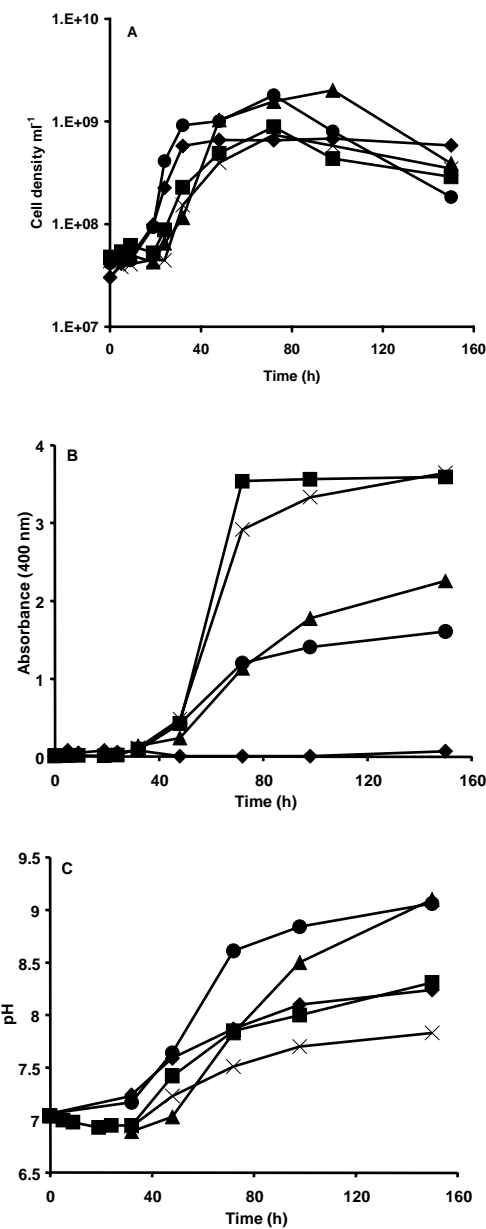 A
1.E+10
1.E+09
1.E+08
1.E+07
Cell density ml-1
0 40 80 120 160
Time (h)
B
4
3
2
1
0
Absorbance (400 nm)
0 40 80 120 160
Time (h)
C
9.5
9
8.5
8
7.5
7
6.5
pH
0 40 80 120 160
Time (h)